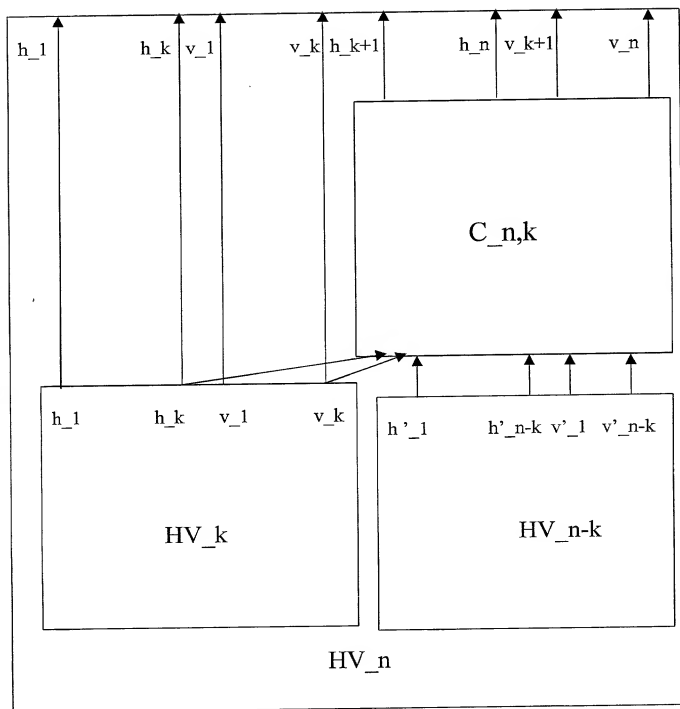 h_1 h_k v_1 v_k h_k+1 h_n v_k+1 v_n
C_n,k
h_1 h_k v_1 v_k h'_1 h'_n-k v'_1 v'_n-k
HV_k HV_n-k
HV_n